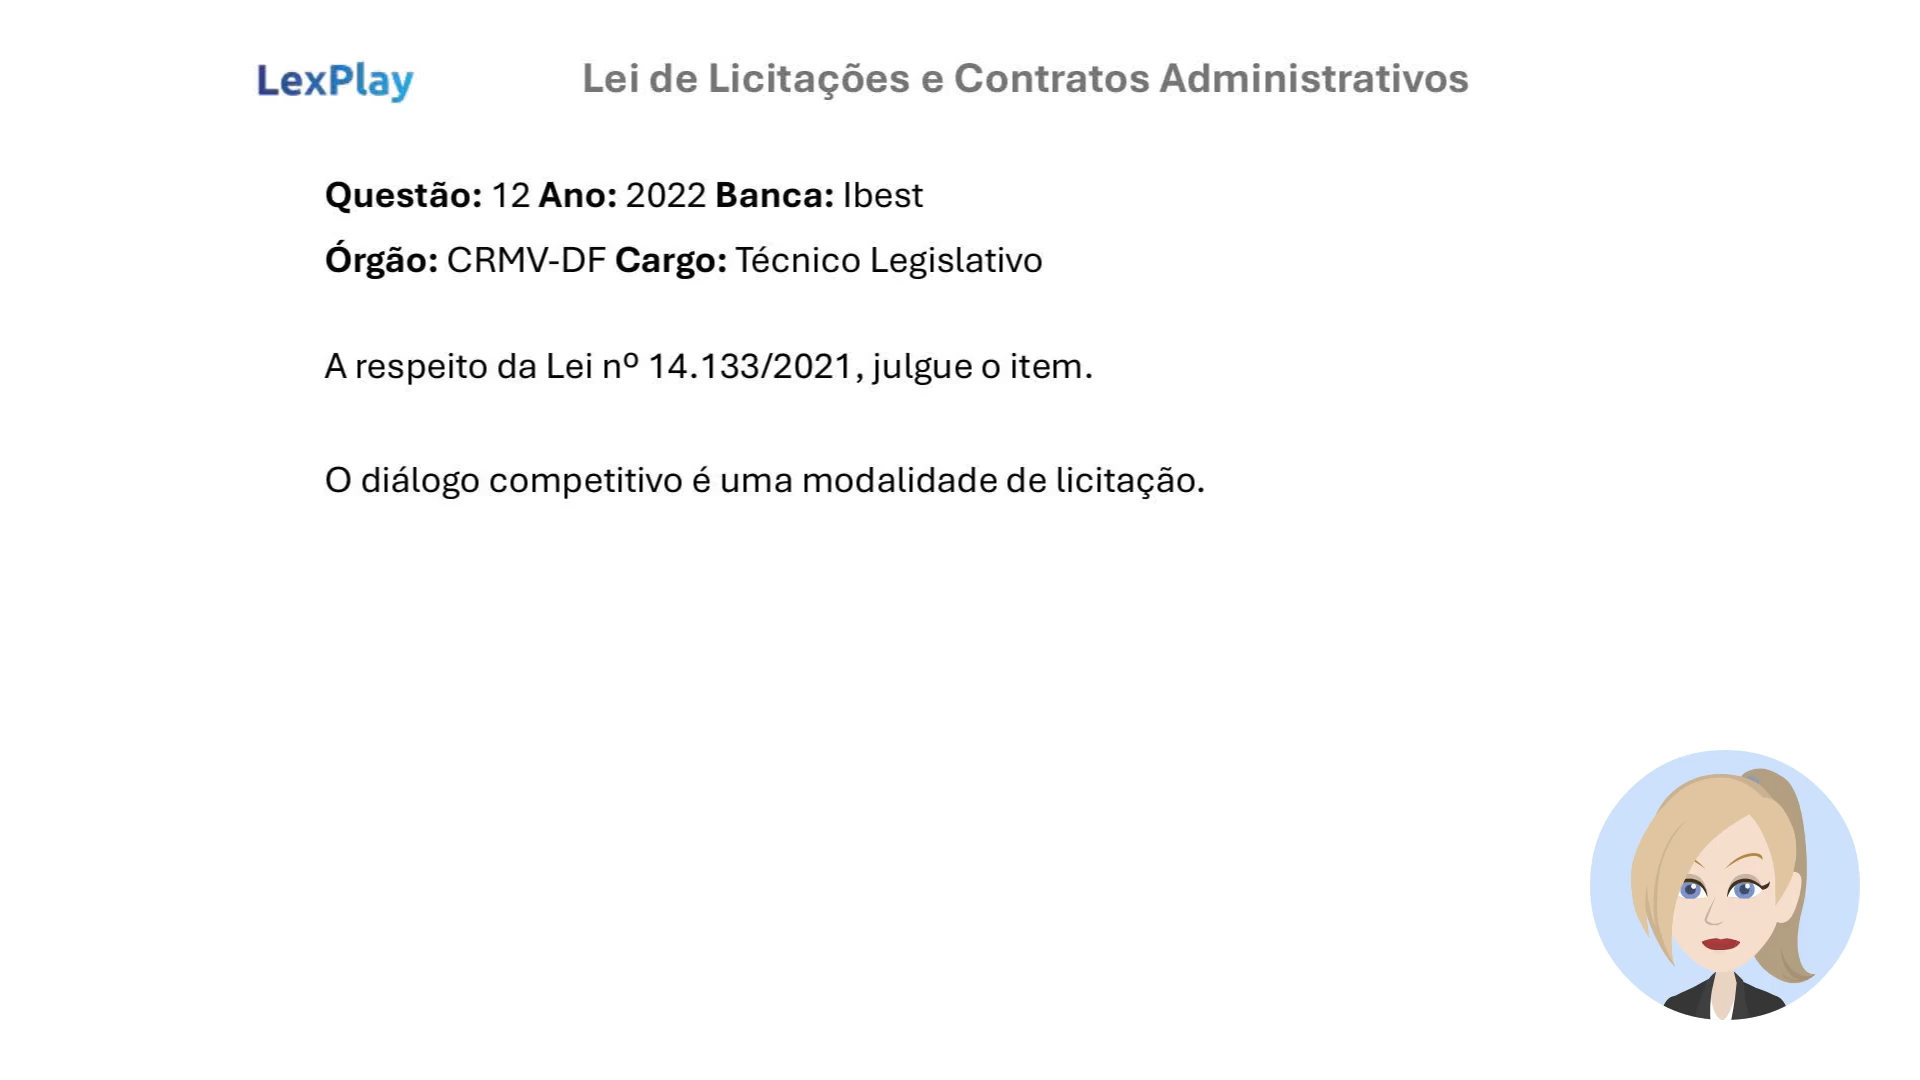 LexPlay
Lei de Licitações e Contratos Administrativos
Questão: 12 Ano: 2022 Banca: Ibest
Órgão: CRMV-DF Cargo: Técnico Legislativo
A respeito da Lei nº 14.133/2021, julgue o item.
O diálogo competitivo é uma modalidade de licitação.